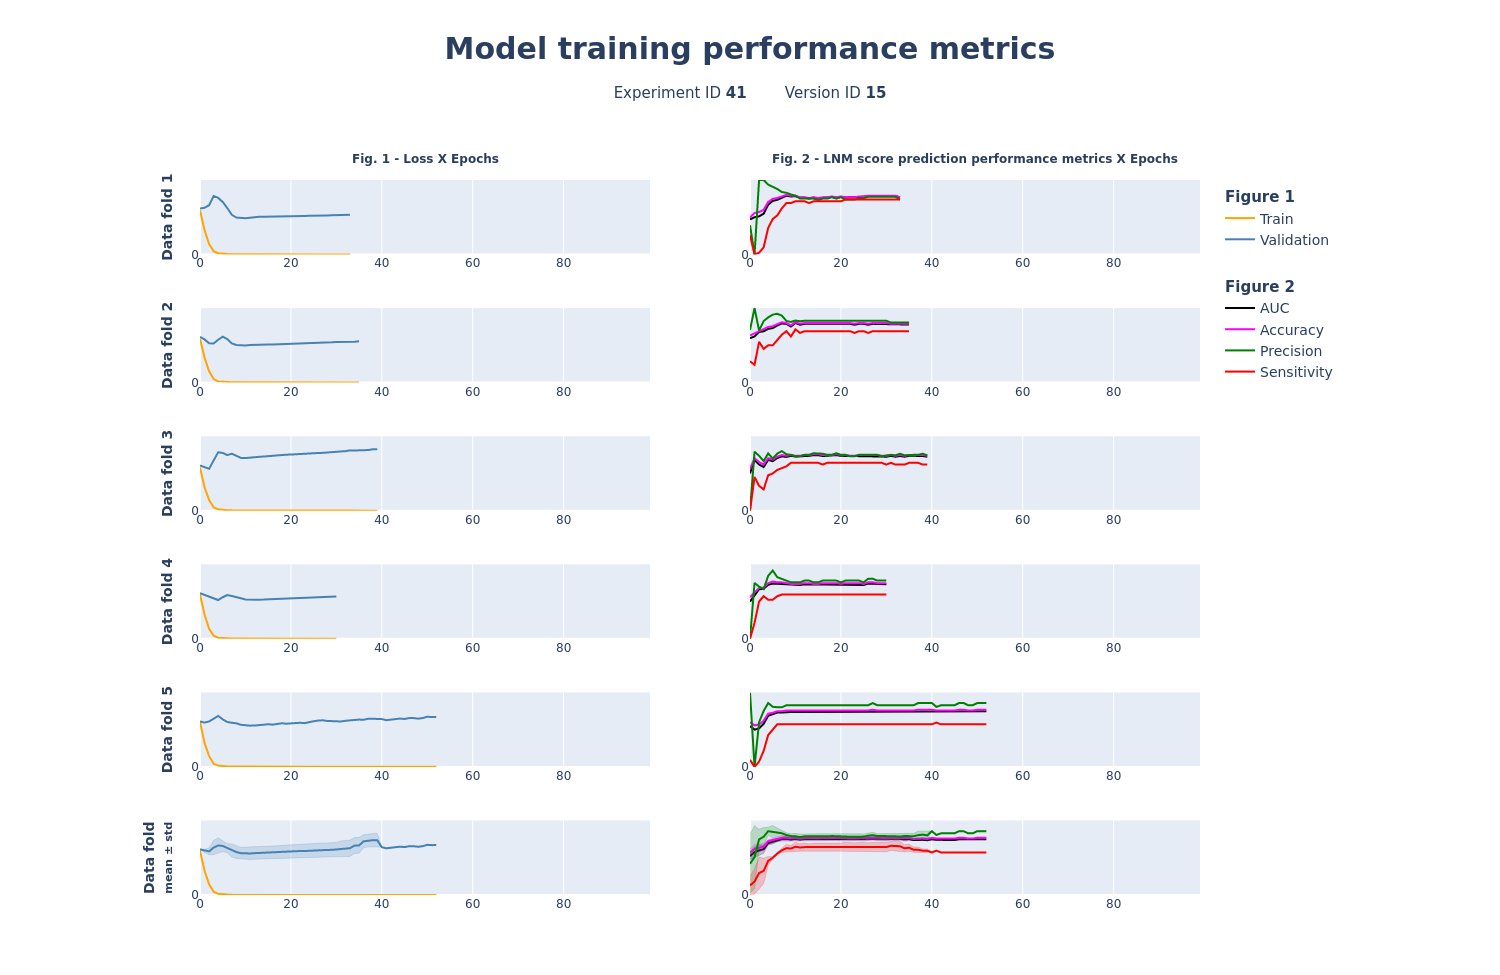 Model training performance metrics
Experiment ID 41 Version ID 15
Fig. 1 - Loss X Epochs
Fig. 2 - LNM score prediction performance metrics X Epochs
Data fold 1
0
0 20 40 60 80
0
0 20 40 60 80
Figure 1
Train
Validation
Figure 2
AUC
Accuracy
Precision
Sensitivity
Data fold 2
0
0 20 40 60 80
0
0 20 40 60 80
Data fold 3
0
0 20 40 60 80
0
0 20 40 60 80
Data fold 4
0
0 20 40 60 80
0
0 20 40 60 80
Data fold 5
0
0 20 40 60 80
0
0 20 40 60 80
Data fold
mean ± std
0
0 20 40 60 80
0
0 20 40 60 80